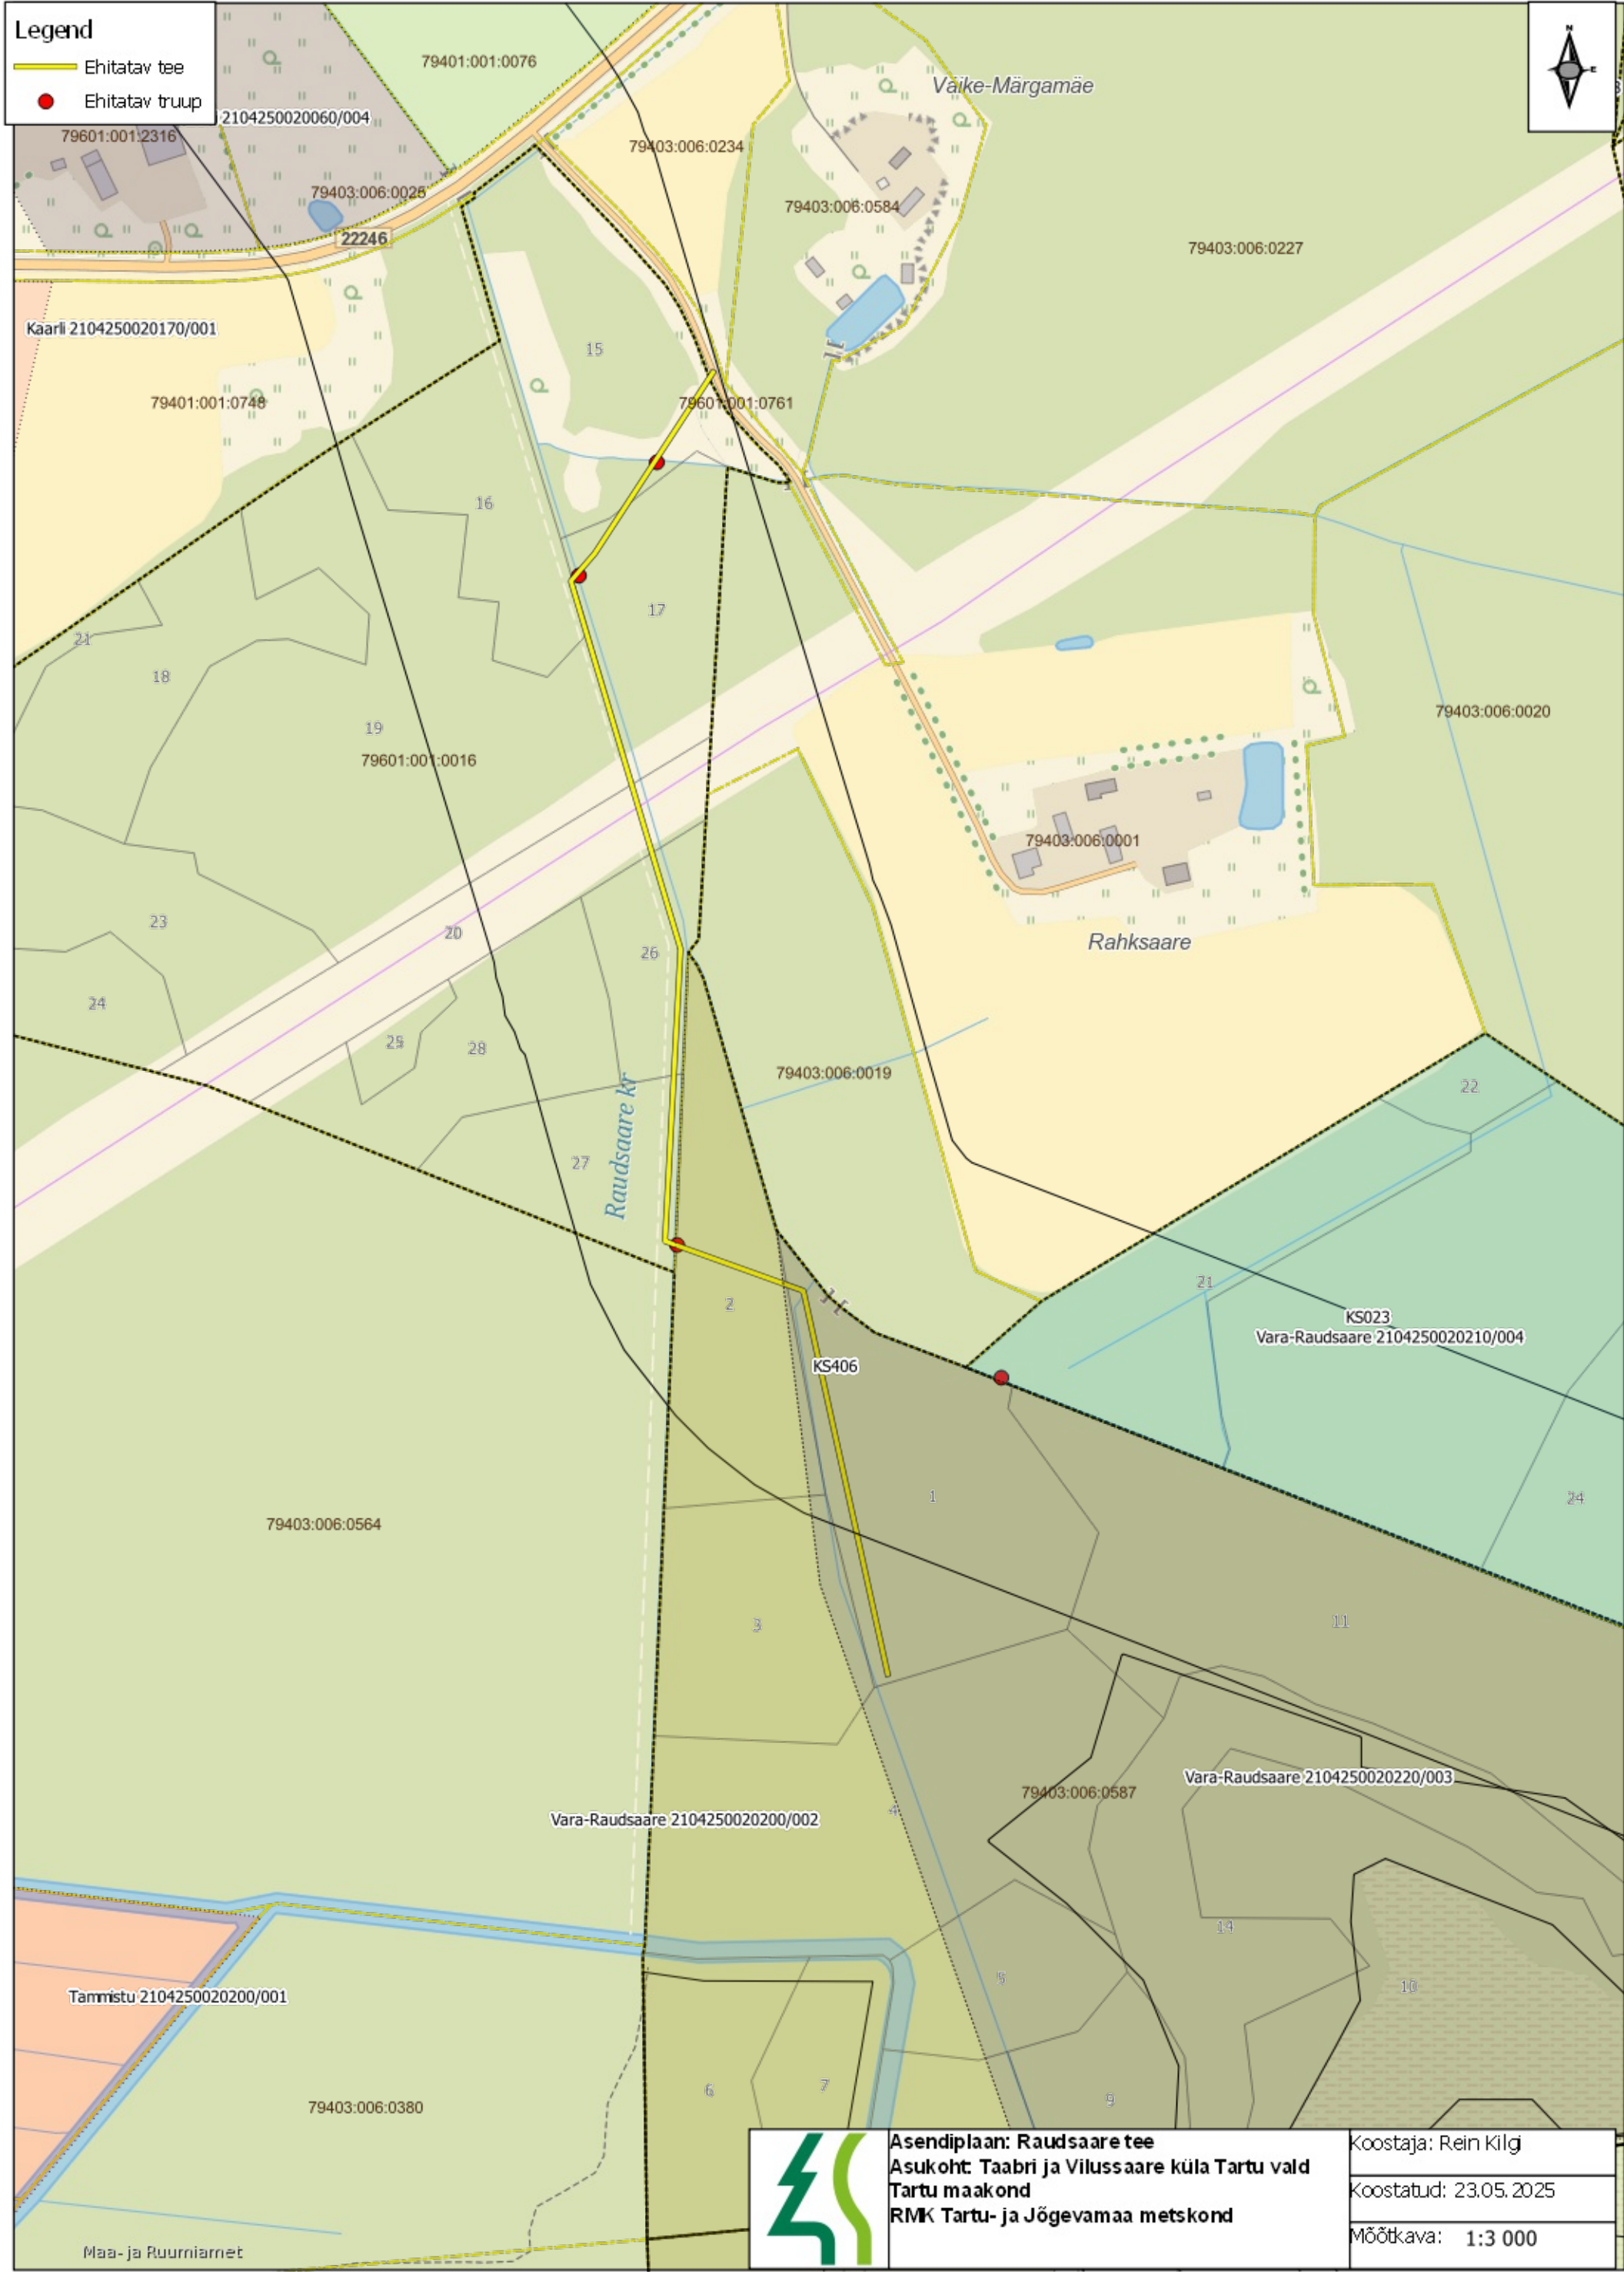 Legend
Ehitatav tee
Ehitatav truup
N
E
79401:001:0076
Väike-Märgamäe
2104250020060/004
79601:001:2316
79403:006:0234
79403:006:0025
79403:006:0584
22246
79403:006:0227
Kaarli 2104250020170/001
15
79401:001:0748
79601:001:0761
16
17
21
18
19
79403:006:0020
79601:001:0016
79403:006:0001
23
20
26
Rahksaare
24
25
28
79403:006:0019
22
27
Raudsaare kr
21
2
KS023
Vara-Raudsaare 2104250020210/004
KS406
1
24
79403:006:0564
3
11
Vara-Raudsaare 2104250020220/003
79403:006:0587
4
Vara-Raudsaare 2104250020200/002
14
5
10
Tammistu 2104250020200/001
6
7
9
79403:006:0380
Maa- ja Ruumiamet
Asendiplaan: Raudsaare tee
Asukoht: Taabri ja Vilussaare küla Tartu vald
Tartu maakond
RMK Tartu- ja Jõgevamaa metskond
Koostaja: Rein Kilgi
Koostatud: 23.05.2025
Mõõtkava: 1:3 000